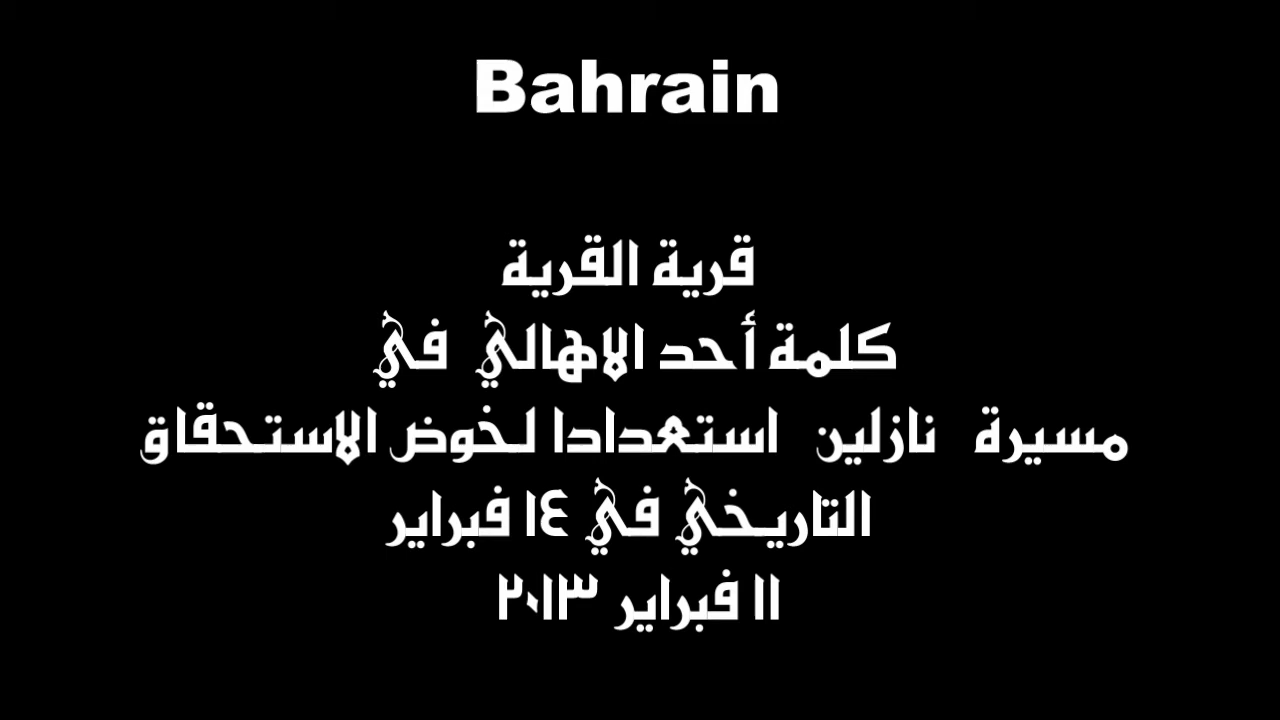 Bahrain
قرية القرية
كلمة أحد الاهالي في
مسيرة نازلين استعدادا لخوض الاستحقاق
التاريخي في ١٤ فبراير
١١ فبراير ٢٠١٣